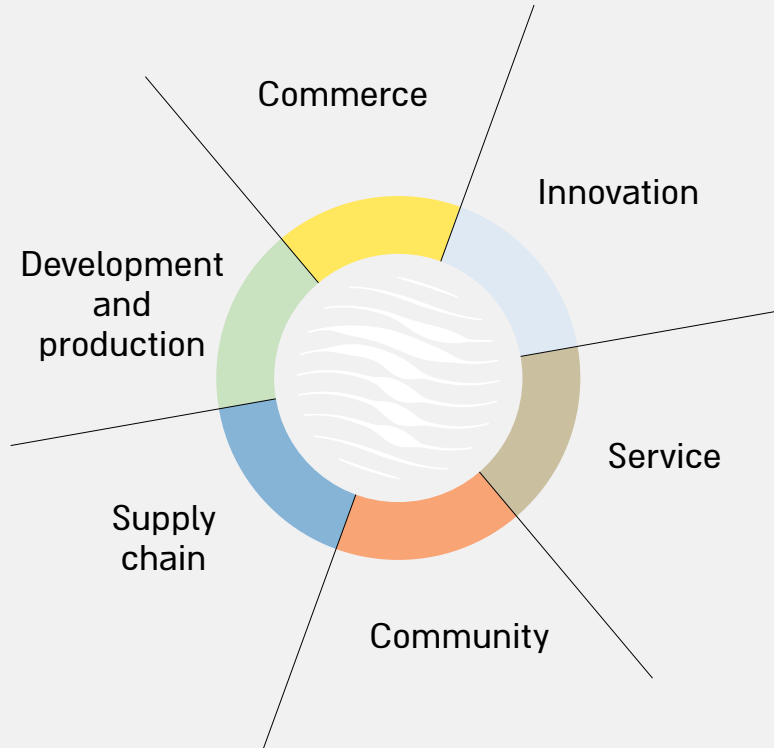 Commerce
Innovation
Service
Community
Supply
chain
Development
and
production